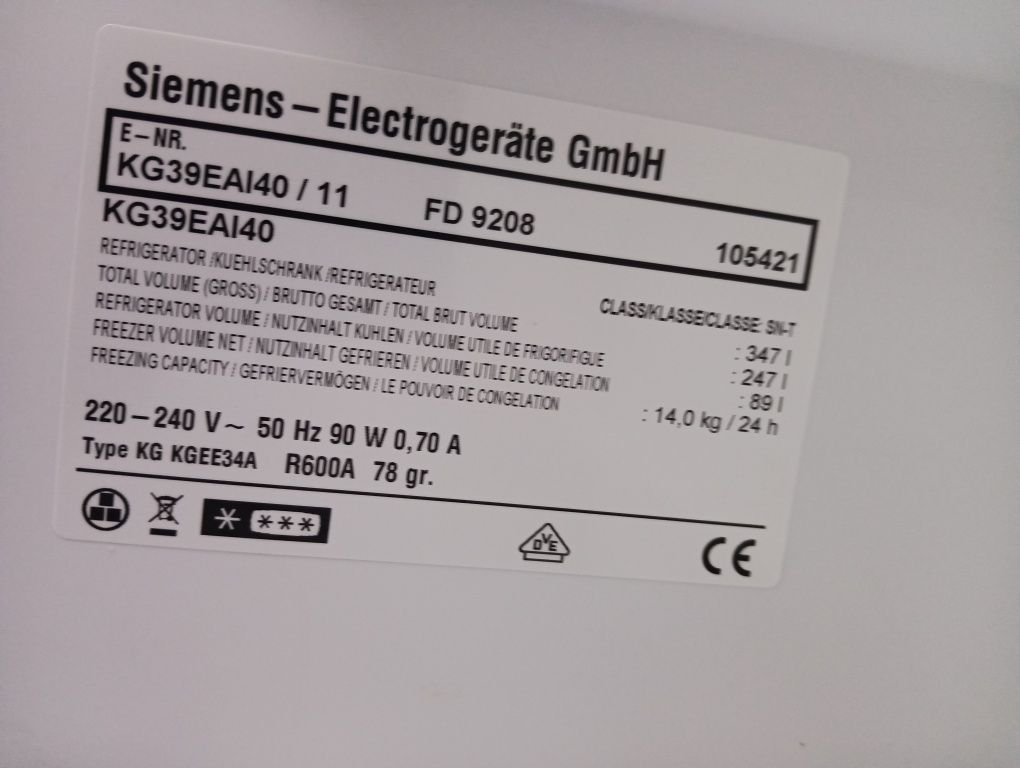 Siemens – Electrogeräte GmbH
E–NR.
KG39EAI40 / 11 FD 9208 105421
KG39EAI40
REFRIGERATOR /KUEHLSCHRANK /REFRIGERATEUR CLASS/KLASSE/CLASSE: SN-T
TOTAL VOLUME (GROSS) / BRUTTO GESAMT / TOTAL BRUT VOLUME : 347 l
REFRIGERATOR VOLUME / NUTZINHALT KUHLEN / VOLUME UTILE DE FRIGORIFIGUE : 247 l
FREEZER VOLUME NET / NUTZINHALT GEFRIEREN / VOLUME UTILE DE CONGELATION : 89 l
FREEZING CAPACITY / GEFRIERVERMÖGEN / LE POUVOIR DE CONGELATION : 14,0 kg / 24 h
220–240 V~ 50 Hz 90 W 0,70 A
Type KG KGEE34A R600A 78 gr.
DVE CE